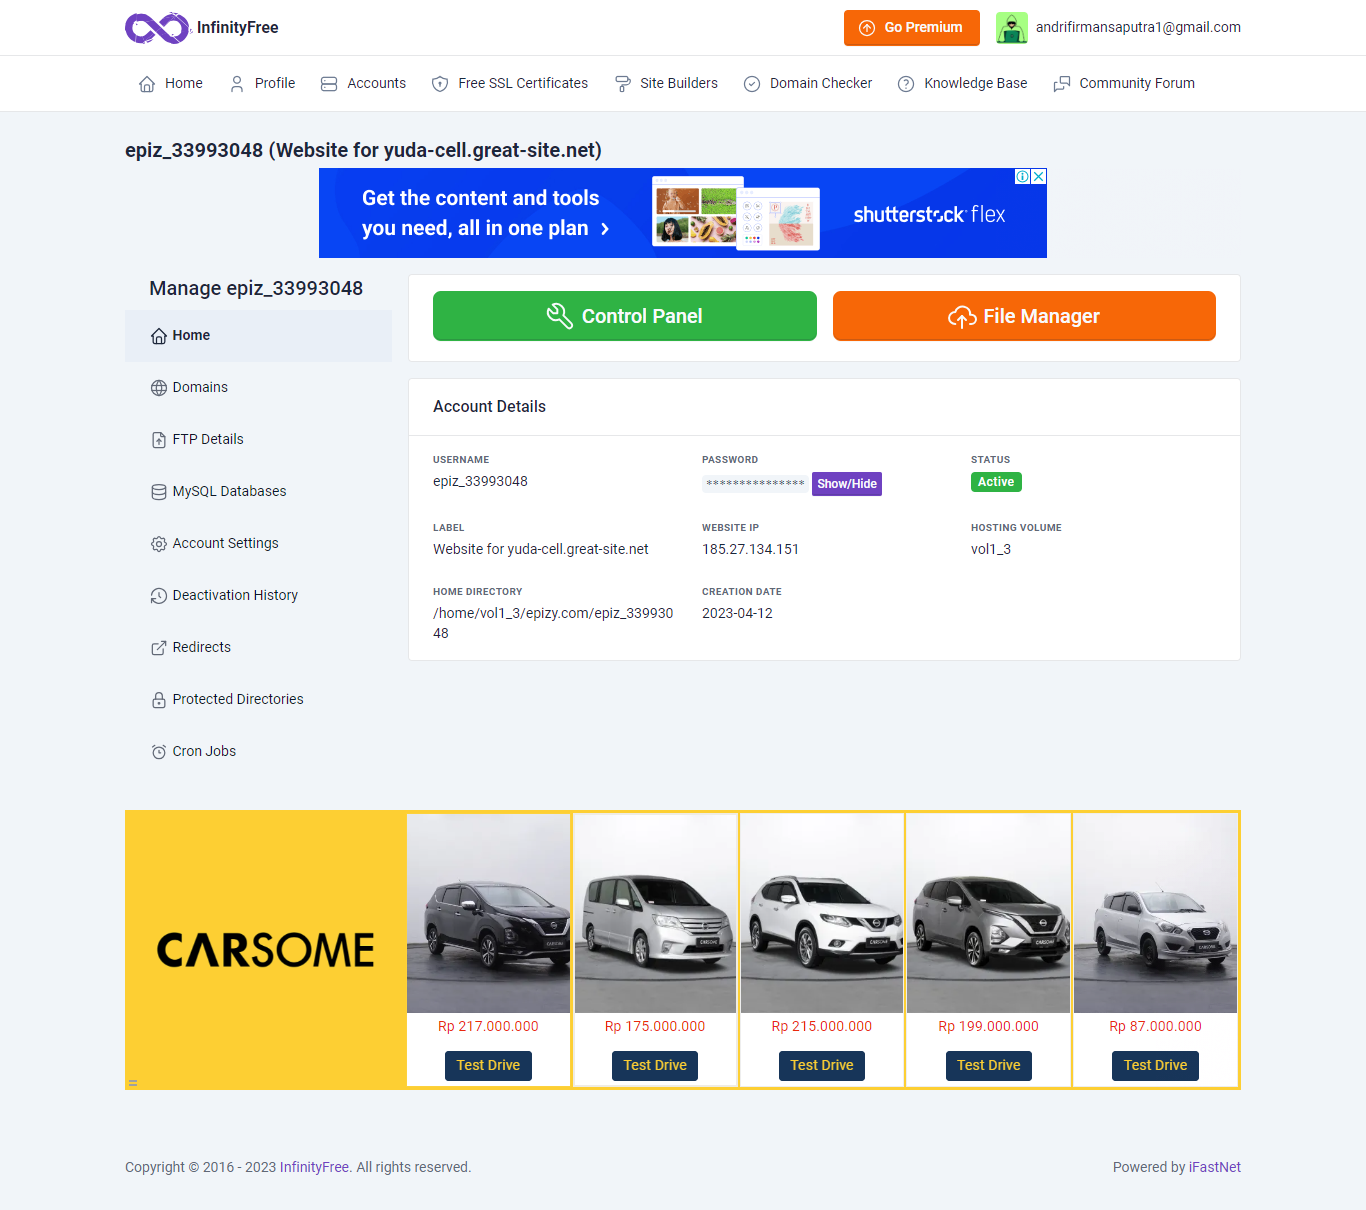 InfinityFree
Go Premium
andrifirmansaputra1@gmail.com
Home
Profile
Accounts
Free SSL Certificates
Site Builders
Domain Checker
Knowledge Base
Community Forum
epiz_33993048 (Website for yuda-cell.great-site.net)
Get the content and tools
you need, all in one plan ›
shutterstock flex
Manage epiz_33993048
Home
Domains
FTP Details
MySQL Databases
Account Settings
Deactivation History
Redirects
Protected Directories
Cron Jobs
Control Panel
File Manager
Account Details
USERNAME
epiz_33993048
PASSWORD
*************** Show/Hide
STATUS
Active
LABEL
Website for yuda-cell.great-site.net
WEBSITE IP
185.27.134.151
HOSTING VOLUME
vol1_3
HOME DIRECTORY
/home/vol1_3/epizy.com/epiz_339930
48
CREATION DATE
2023-04-12
CARSOME
CARSOME
Rp 217.000.000
Test Drive
CARSOME
Rp 175.000.000
Test Drive
CARSOME
Rp 215.000.000
Test Drive
CARSOME
Rp 199.000.000
Test Drive
CARSOME
Rp 87.000.000
Test Drive
Copyright © 2016 - 2023 InfinityFree. All rights reserved.
Powered by iFastNet